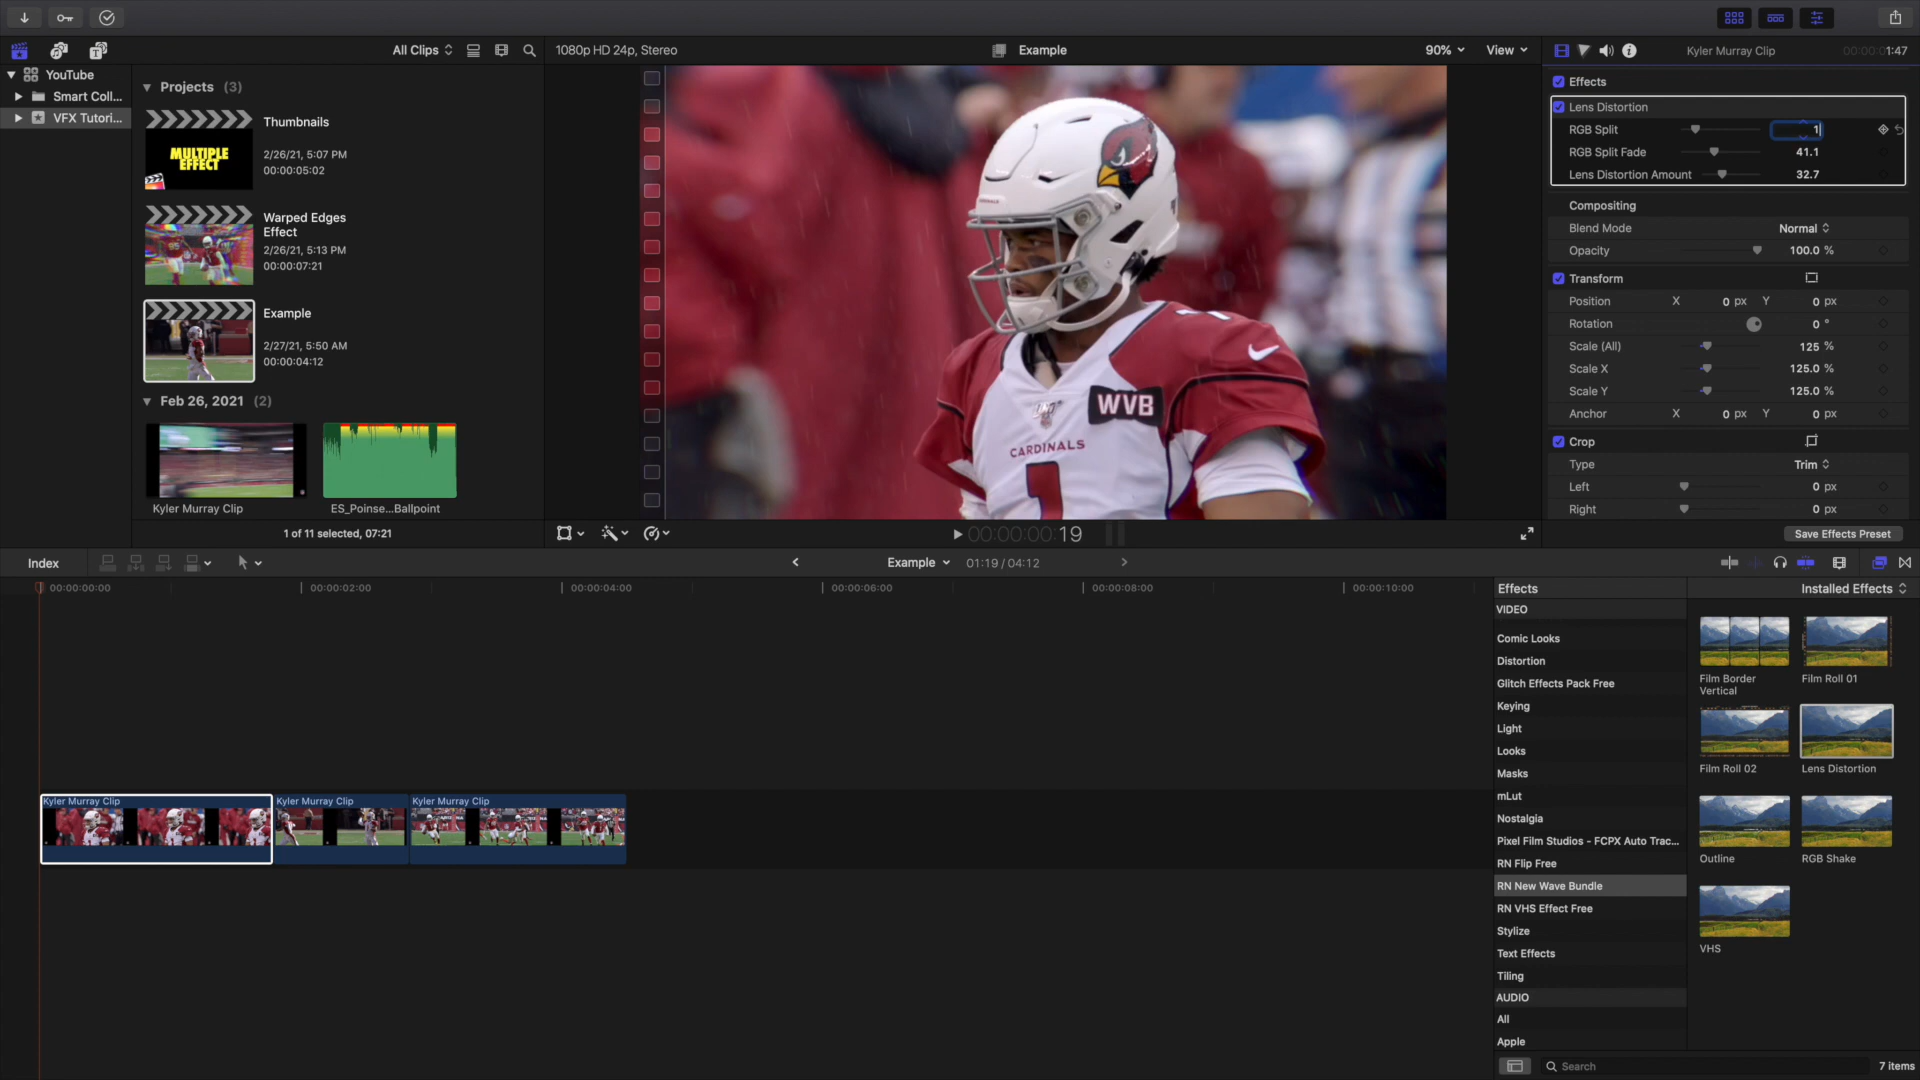 All Clips
1080p HD 24p, Stereo
Example
90%
View
Kyler Murray Clip
00:00:01:47
YouTube
Smart Coll...
VFX Tutori...
Projects (3)
MULTIPLE
EFFECT
Thumbnails
2/26/21, 5:07 PM
00:00:05:02
Warped Edges
Effect
2/26/21, 5:13 PM
00:00:07:21
Example
2/27/21, 5:50 AM
00:00:04:12
Feb 26, 2021 (2)
Kyler Murray Clip
ES_Poinse...Ballpoint
1 of 11 selected, 07:21
WVB
CARDINALS
1
00:00:00:19
Effects
Lens Distortion
RGB Split 1
RGB Split Fade 41.1
Lens Distortion Amount 32.7
Compositing
Blend Mode Normal
Opacity 100.0 %
Transform
Position X 0 px Y 0 px
Rotation 0 °
Scale (All) 125 %
Scale X 125.0 %
Scale Y 125.0 %
Anchor X 0 px Y 0 px
Crop
Type Trim
Left 0 px
Right 0 px
Save Effects Preset
Index
Example
01:19 / 04:12
00:00:00:00
00:00:02:00
00:00:04:00
00:00:06:00
00:00:08:00
00:00:10:00
Kyler Murray Clip
Kyler Murray Clip
Kyler Murray Clip
Effects
Installed Effects
VIDEO
Comic Looks
Distortion
Glitch Effects Pack Free
Keying
Light
Looks
Masks
mLut
Nostalgia
Pixel Film Studios - FCPX Auto Trac...
RN Flip Free
RN New Wave Bundle
RN VHS Effect Free
Stylize
Text Effects
Tiling
AUDIO
All
Apple
Film Border
Vertical
Film Roll 01
Film Roll 02
Lens Distortion
Outline
RGB Shake
VHS
Search
7 items